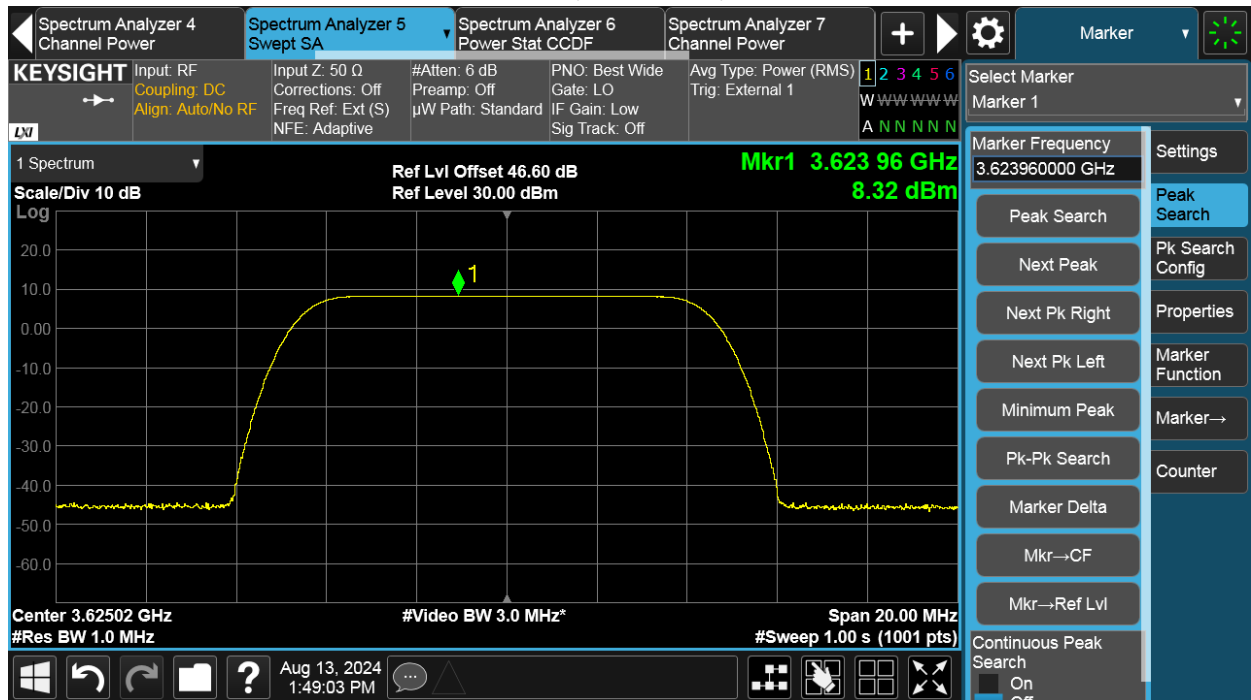 Spectrum Analyzer 4
Channel Power
Spectrum Analyzer 5
Swept SA
Spectrum Analyzer 6
Power Stat CCDF
Spectrum Analyzer 7
Channel Power
+
Marker
KEYSIGHT
LXI
Input: RF
Coupling: DC
Align: Auto/No RF
Input Z: 50 Ω
Corrections: Off
Freq Ref: Ext (S)
NFE: Adaptive
#Atten: 6 dB
Preamp: Off
µW Path: Standard
PNO: Best Wide
Gate: LO
IF Gain: Low
Sig Track: Off
Avg Type: Power (RMS)
Trig: External 1
1 2 3 4 5 6
W W W W W W
A N N N N N
Select Marker
Marker 1
1 Spectrum
Scale/Div 10 dB
Log
Ref Lvl Offset 46.60 dB
Ref Level 30.00 dBm
Mkr1 3.623 96 GHz
8.32 dBm
1
20.0
10.0
0.00
-10.0
-20.0
-30.0
-40.0
-50.0
-60.0
Center 3.62502 GHz
#Res BW 1.0 MHz
#Video BW 3.0 MHz*
Span 20.00 MHz
#Sweep 1.00 s (1001 pts)
Marker Frequency
3.623960000 GHz
Peak Search
Next Peak
Next Pk Right
Next Pk Left
Minimum Peak
Pk-Pk Search
Marker Delta
Mkr→CF
Mkr→Ref Lvl
Continuous Peak
Search
On
Off
Settings
Peak
Search
Pk Search
Config
Properties
Marker
Function
Marker→
Counter
?
Aug 13, 2024
1:49:03 PM